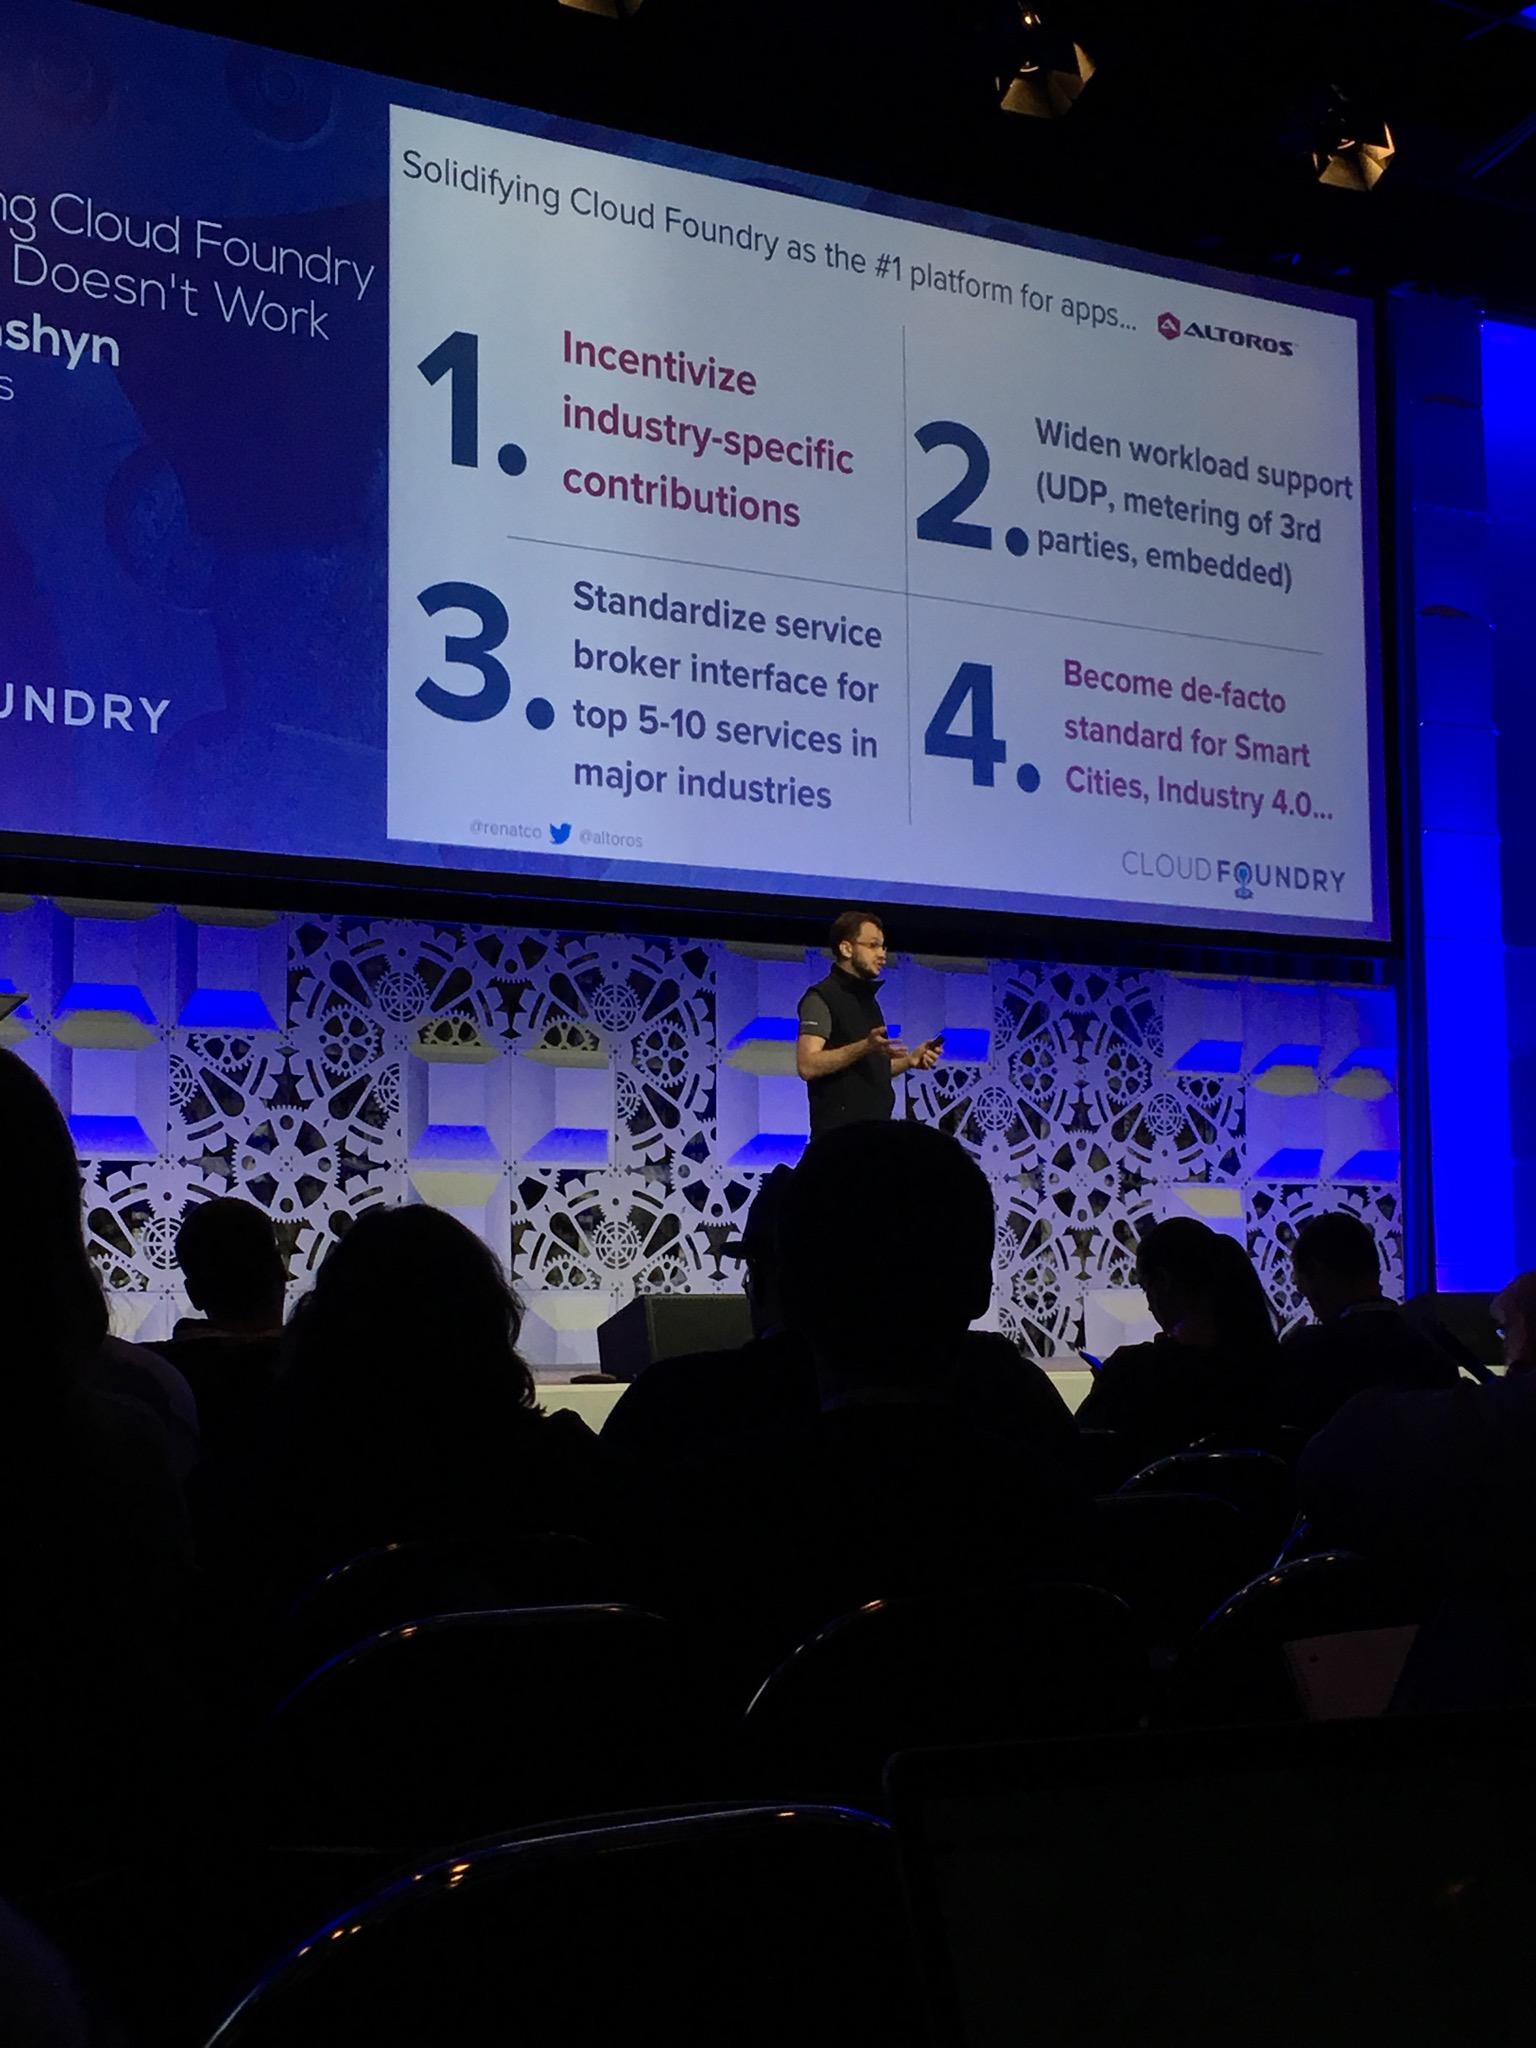 ng Cloud Foundry
Doesn't Work
shyn
s
UNDRY
Solidifying Cloud Foundry as the #1 platform for apps...
ALTOROS
1. Incentivize
industry-specific
contributions
2. Widen workload support
(UDP, metering of 3rd
parties, embedded)
3. Standardize service
broker interface for
top 5-10 services in
major industries
4. Become de-facto
standard for Smart
Cities, Industry 4.0...
@renatco @altoros
CLOUD FOUNDRY